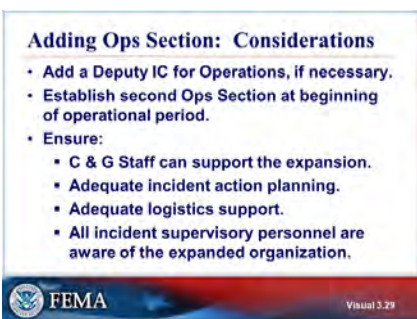 Adding Ops Section: Considerations
• Add a Deputy IC for Operations, if necessary.
• Establish second Ops Section at beginning
of operational period.
• Ensure:
▪ C & G Staff can support the expansion.
▪ Adequate incident action planning.
▪ Adequate logistics support.
▪ All incident supervisory personnel are
aware of the expanded organization.
FEMA
Visual 3.29